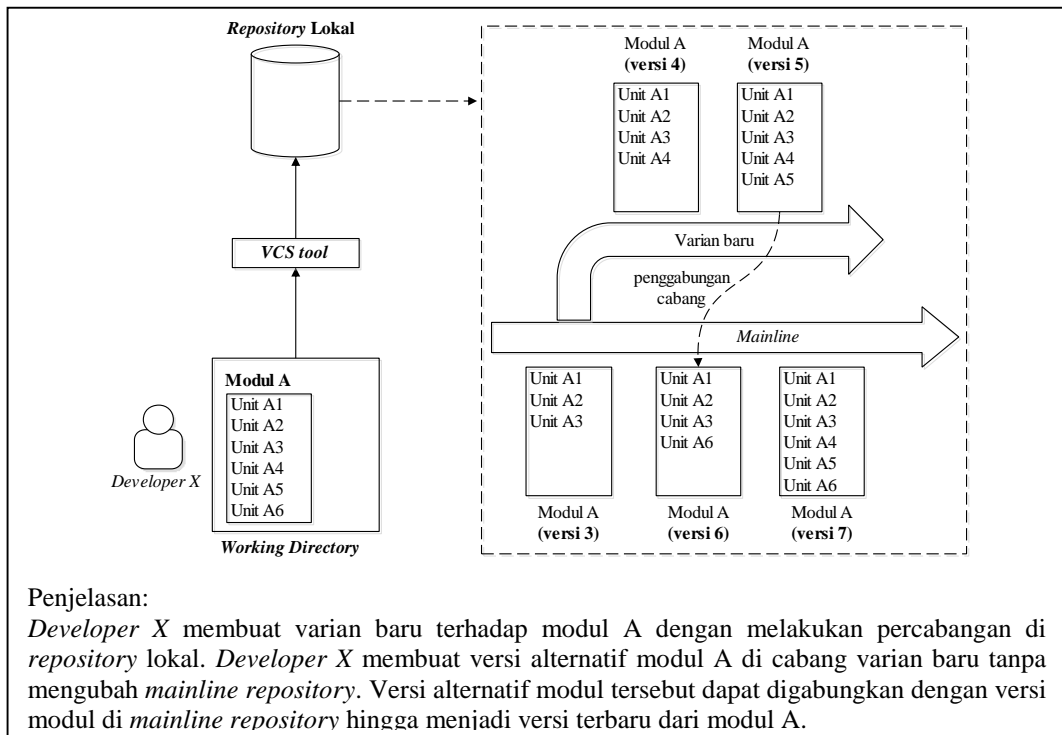 Repository Lokal
VCS tool
Modul A
Unit A1
Unit A2
Unit A3
Unit A4
Unit A5
Unit A6
Developer X
Working Directory
Modul A
(versi 4)
Unit A1
Unit A2
Unit A3
Unit A4
Modul A
(versi 5)
Unit A1
Unit A2
Unit A3
Unit A4
Unit A5
Varian baru
penggabungan
cabang
Mainline
Unit A1
Unit A2
Unit A3
Modul A
(versi 3)
Unit A1
Unit A2
Unit A3
Unit A6
Modul A
(versi 6)
Unit A1
Unit A2
Unit A3
Unit A4
Unit A5
Unit A6
Modul A
(versi 7)
Penjelasan:
Developer X membuat varian baru terhadap modul A dengan melakukan percabangan di
repository lokal. Developer X membuat versi alternatif modul A di cabang varian baru tanpa
mengubah mainline repository. Versi alternatif modul tersebut dapat digabungkan dengan versi
modul di mainline repository hingga menjadi versi terbaru dari modul A.